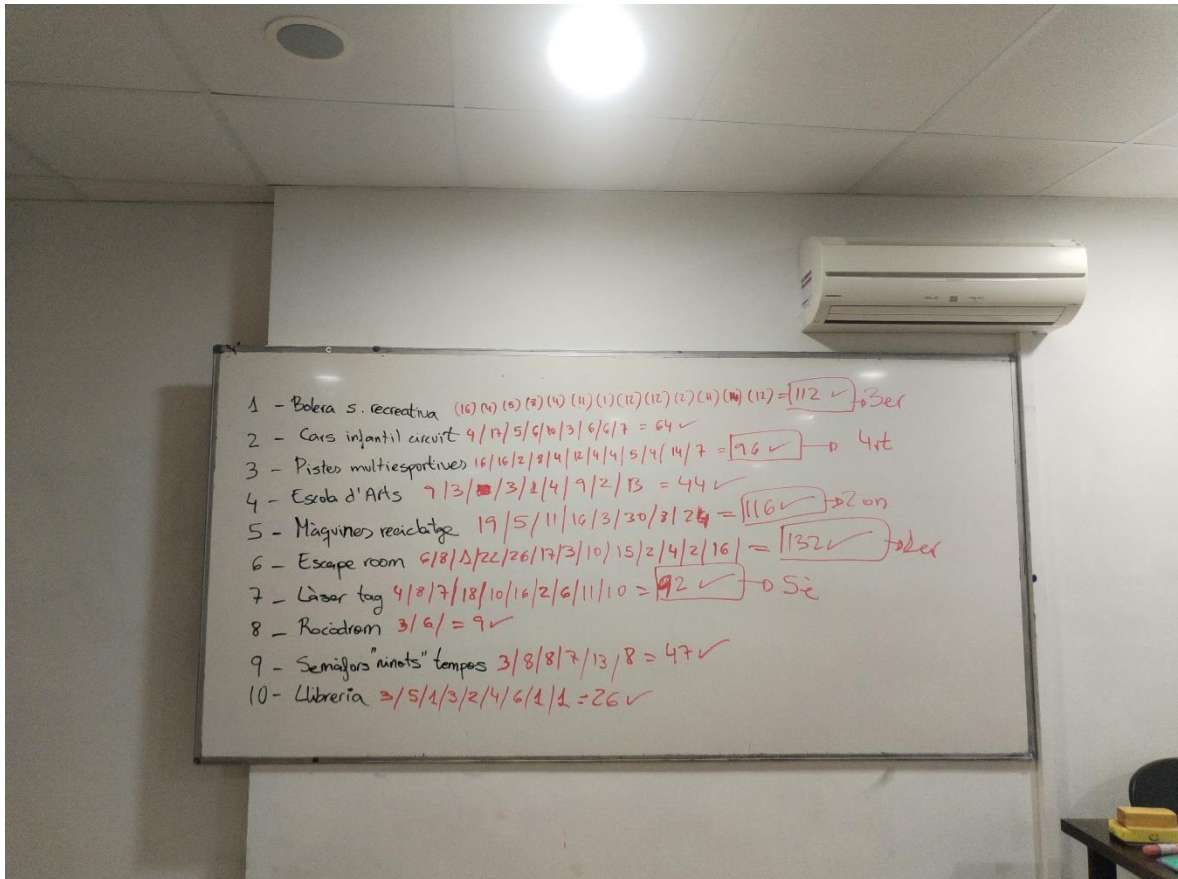 1 - Bolera s. recreativa (16) (4) (5) (3) (4) (11) (1) (12) (12) (2) (11) (12) = 112 ✓ → 3er
2 - Cars infantil circuit 4/17/5/6/10/3/6/6/7 = 64 ✓
3 - Pistes multiesportives 16/16/2/8/4/12/4/4/5/4/14/7 = 96 ✓ → 4rt
4 - Escola d'Arts 9/3/3/1/4/9/2/13 = 44 ✓
5 - Màquines reciclatge 19/5/11/16/3/30/8/24 = 116 ✓ → 2on
6 - Escape room 6/8/1/22/26/17/3/10/15/2/4/2/16/ = 132 ✓ → 1er
7 - Làser tag 4/8/7/18/10/16/2/6/11/10 = 92 ✓ → 5è
8 - Rocòdrom 3/6/ = 9 ✓
9 - Semàfors "ninots" tempos 3/8/8/7/13/8 = 47 ✓
10 - Llibreria 3/5/1/3/2/4/6/1/1 = 26 ✓